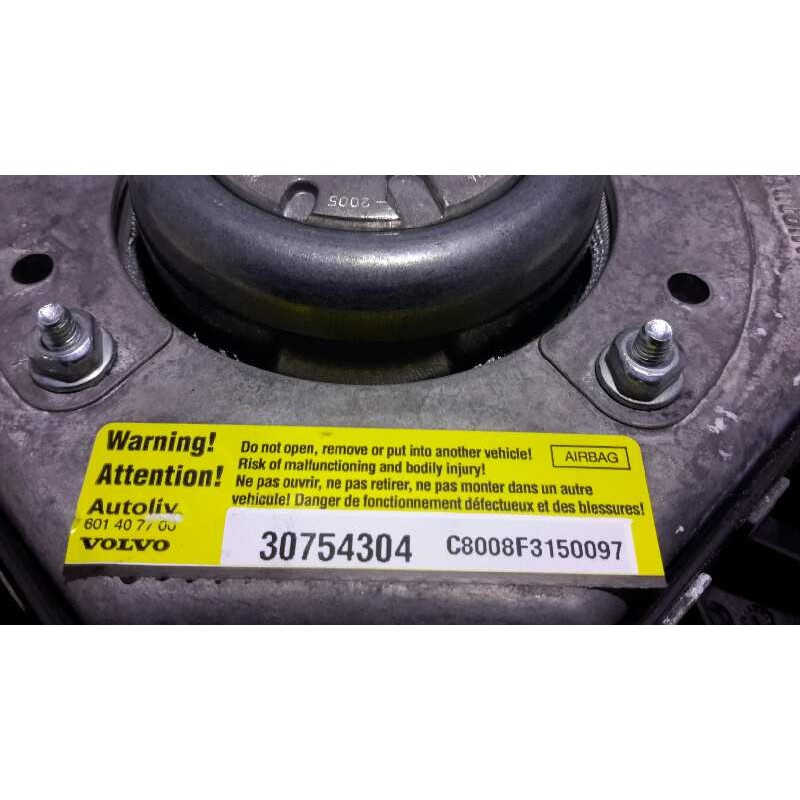 - 2005
Warning!
Attention!
Do not open, remove or put into another vehicle!
Risk of malfunctioning and bodily injury!
Ne pas ouvrir, ne pas retirer, ne pas monter dans un autre
vehicule! Danger de fonctionnement défectueux et des blessures!
AIRBAG
Autoliv
601 40 77 00
VOLVO
30754304
C8008F3150097